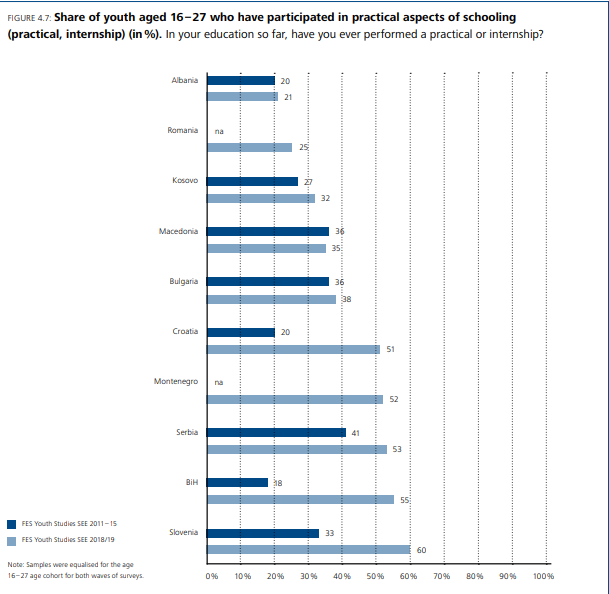 FIGURE 4.7: Share of youth aged 16–27 who have participated in practical aspects of schooling
(practical, internship) (in %). In your education so far, have you ever performed a practical or internship?
Albania
20
21
Romania
na
25
Kosovo
27
32
Macedonia
36
35
Bulgaria
36
38
Croatia
20
51
Montenegro
na
52
Serbia
41
53
BiH
18
55
Slovenia
33
60
FES Youth Studies SEE 2011–15
FES Youth Studies SEE 2018/19
Note: Samples were equalised for the age
16–27 age cohort for both waves of surveys.
0% 10% 20% 30% 40% 50% 60% 70% 80% 90% 100%